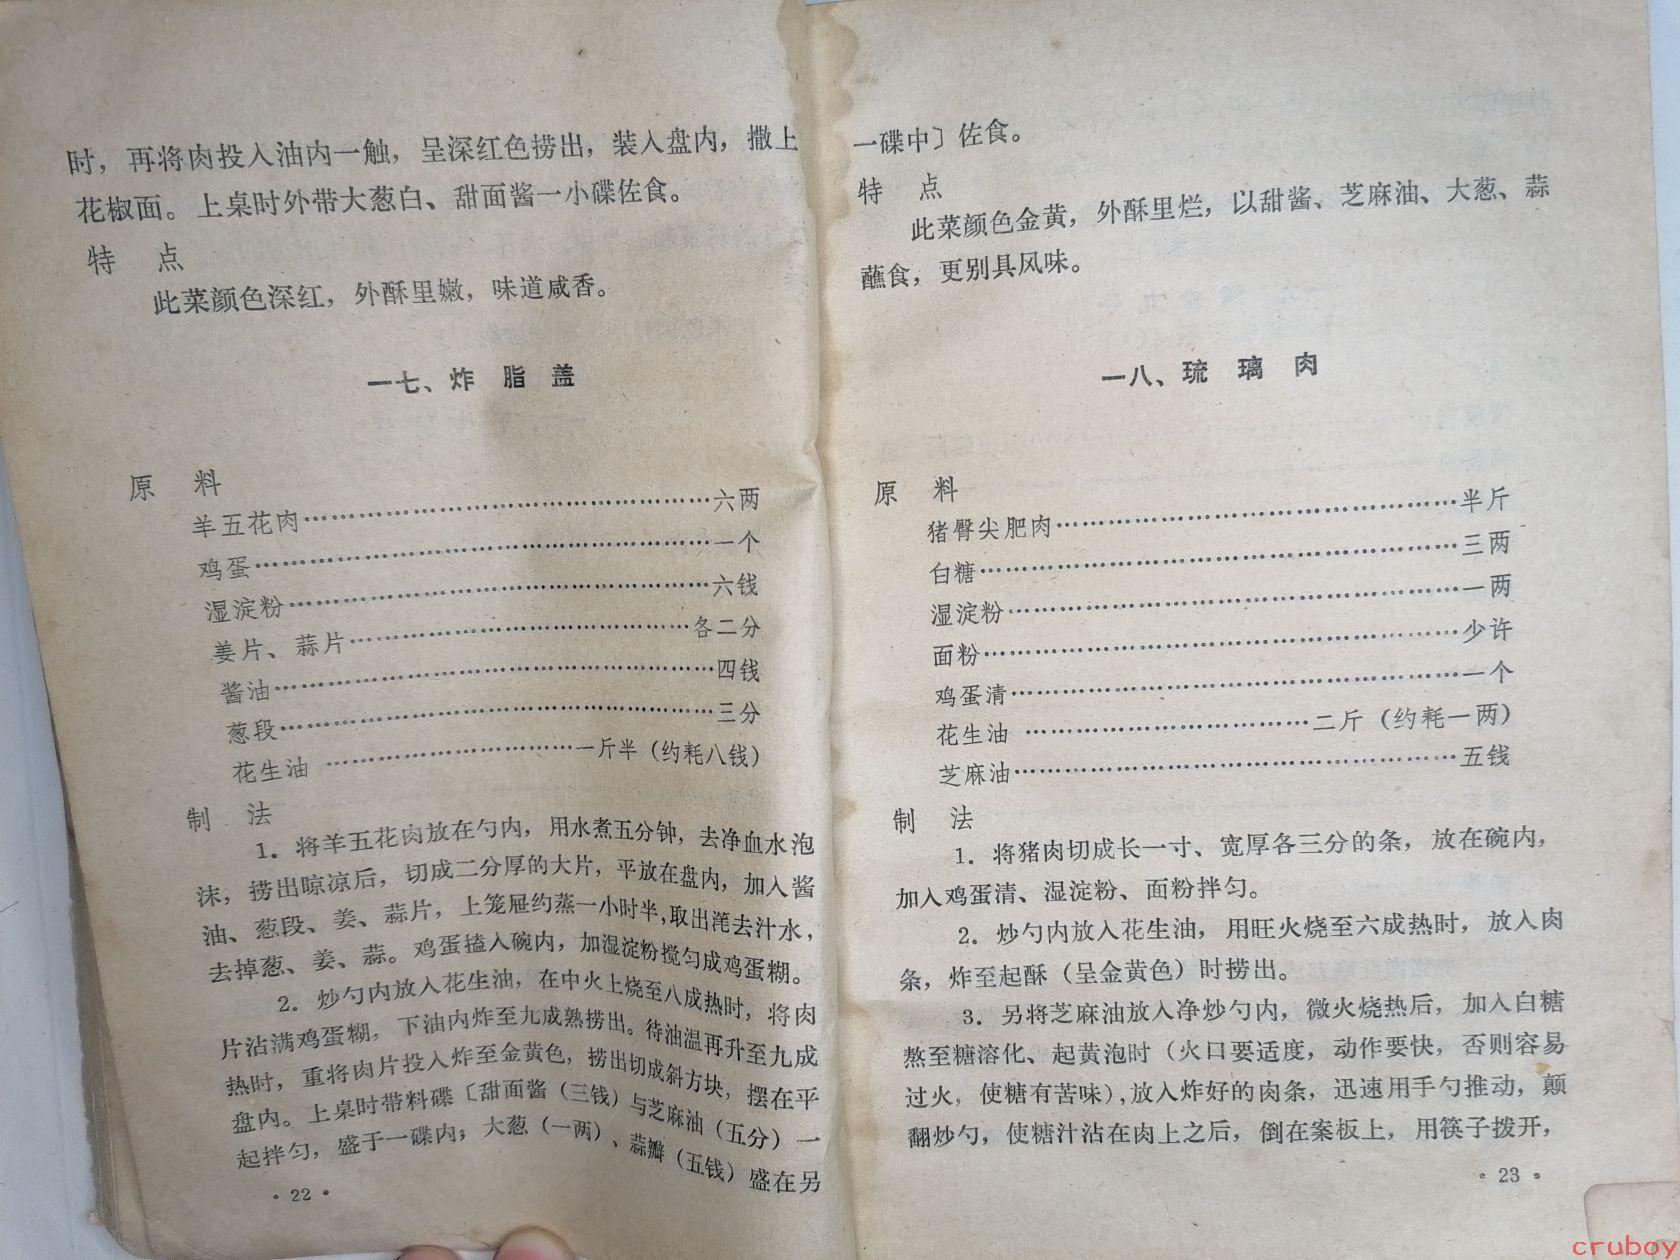 时，再将肉投入油内一触，呈深红色捞出，装入盘内，撒上
花椒面。上桌时外带大葱白、甜面酱一小碟佐食。
特　点
此菜颜色深红，外酥里嫩，味道咸香。
一七、炸　脂　盖
原　料
羊五花肉……………………………………六两
鸡蛋……………………………………一个
湿淀粉……………………………………六钱
姜片、蒜片……………………………各二分
酱油……………………………………四钱
葱段……………………………………三分
花生油 ……………………一斤半（约耗八钱）
制　法
1．将羊五花肉放在勺内，用水煮五分钟，去净血水泡
沫，捞出晾凉后，切成二分厚的大片，平放在盘内，加入酱
油、葱段、姜、蒜片，上笼屉约蒸一小时半，取出滗去汁水，
去掉葱、姜、蒜。鸡蛋搕入碗内，加湿淀粉搅匀成鸡蛋糊。
2．炒勺内放入花生油，在中火上烧至八成热时，将肉
片沾满鸡蛋糊，下油内炸至九成熟捞出。待油温再升至九成
热时，重将肉片投入炸至金黄色，捞出切成斜方块，摆在平
盘内。上桌时带料碟〔甜面酱（三钱）与芝麻油（五分）一
起拌匀，盛于一碟内；大葱（一两）、蒜瓣（五钱）盛在另
· 22 ·
一碟中〕佐食。
特　点
此菜颜色金黄，外酥里烂，以甜酱、芝麻油、大葱、蒜
蘸食，更别具风味。
一八、琉　璃　肉
原　料
猪臀尖肥肉……………………………………半斤
白糖……………………………………三两
湿淀粉……………………………………一两
面粉……………………………………少许
鸡蛋清……………………………………一个
花生油 ………………………二斤（约耗一两）
芝麻油……………………………………五钱
制　法
1．将猪肉切成长一寸、宽厚各三分的条，放在碗内，
加入鸡蛋清、湿淀粉、面粉拌匀。
2．炒勺内放入花生油，用旺火烧至六成热时，放入肉
条，炸至起酥（呈金黄色）时捞出。
3．另将芝麻油放入净炒勺内，微火烧热后，加入白糖
熬至糖溶化、起黄泡时（火口要适度，动作要快，否则容易
过火，使糖有苦味），放入炸好的肉条，迅速用手勺推动，颠
翻炒勺，使糖汁沾在肉上之后，倒在案板上，用筷子拨开，
· 23 ·
cruboy